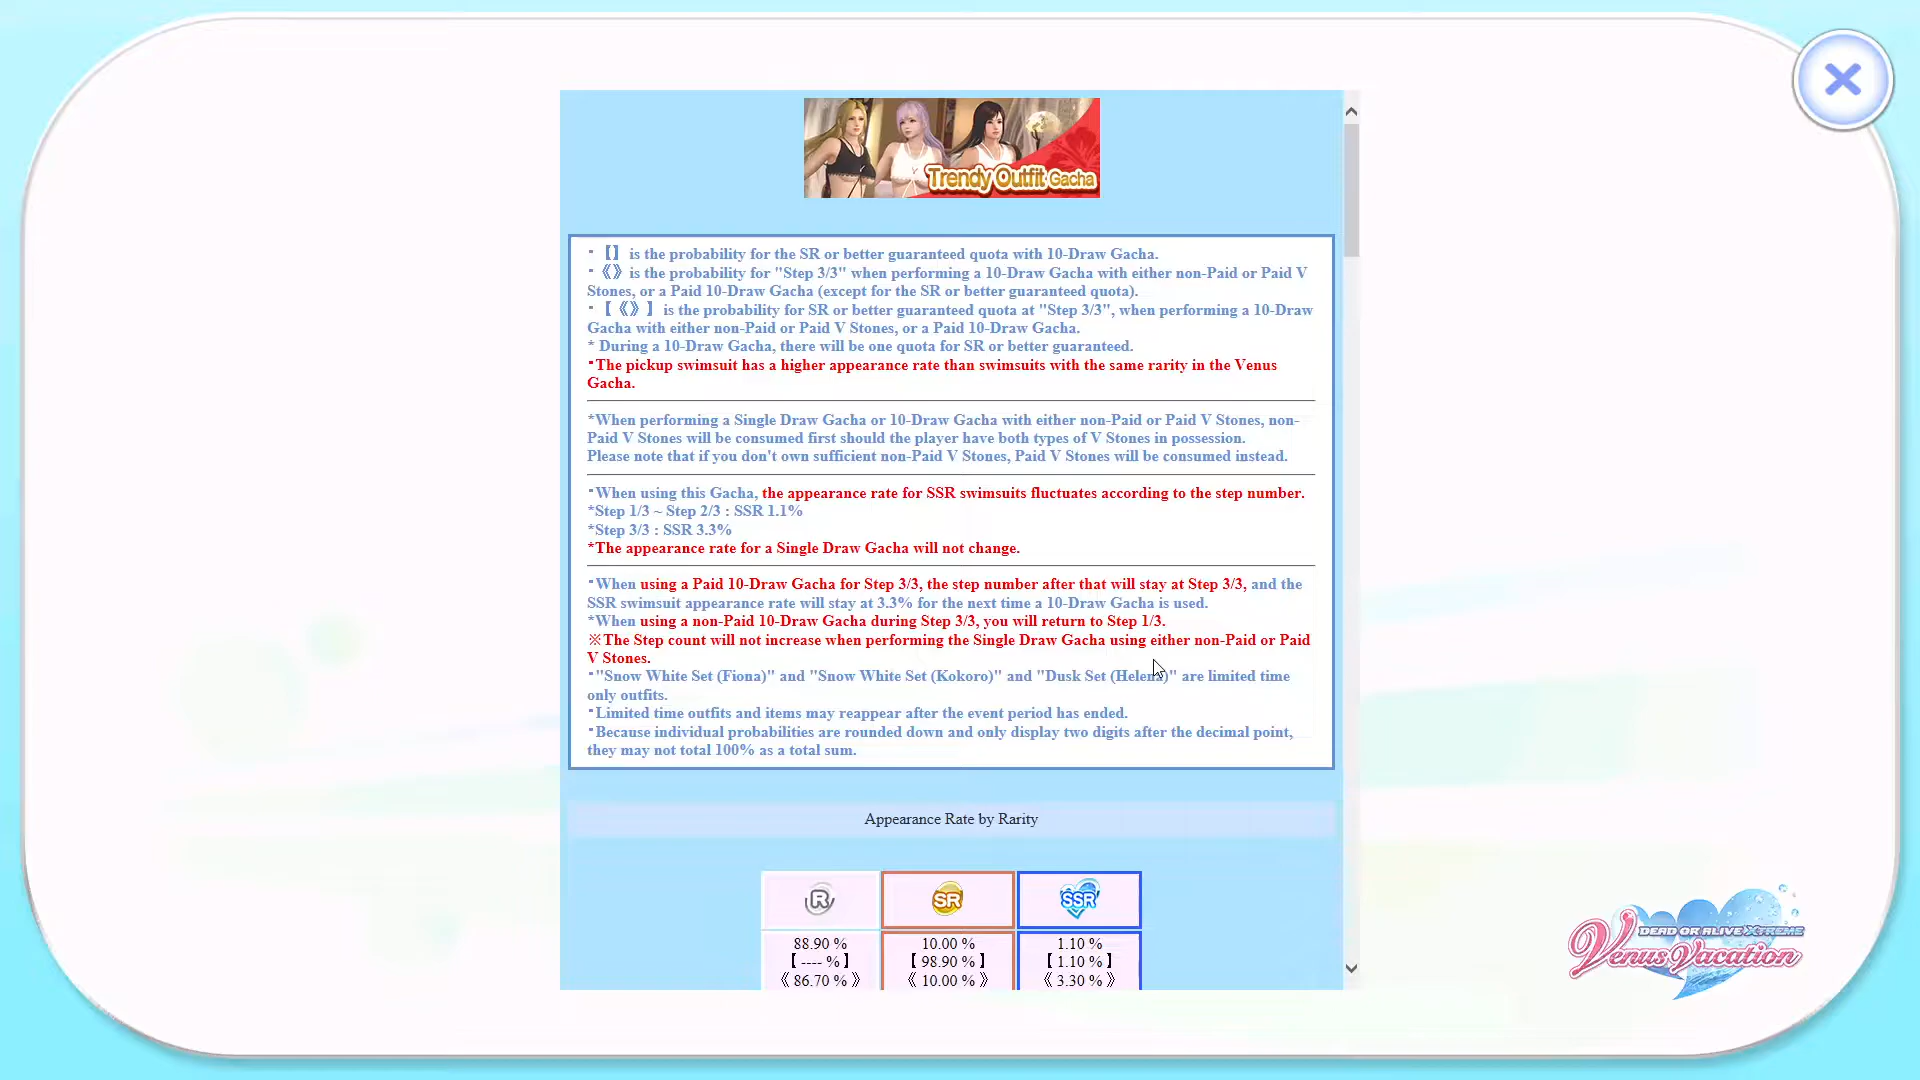 Trendy Outfit Gacha
・【】 is the probability for the SR or better guaranteed quota with 10-Draw Gacha.
・《》 is the probability for "Step 3/3" when performing a 10-Draw Gacha with either non-Paid or Paid V
Stones, or a Paid 10-Draw Gacha (except for the SR or better guaranteed quota).
・【《》】 is the probability for SR or better guaranteed quota at "Step 3/3", when performing a 10-Draw
Gacha with either non-Paid or Paid V Stones, or a Paid 10-Draw Gacha.
* During a 10-Draw Gacha, there will be one quota for SR or better guaranteed.
・The pickup swimsuit has a higher appearance rate than swimsuits with the same rarity in the Venus
Gacha.
*When performing a Single Draw Gacha or 10-Draw Gacha with either non-Paid or Paid V Stones, non-
Paid V Stones will be consumed first should the player have both types of V Stones in possession.
Please note that if you don't own sufficient non-Paid V Stones, Paid V Stones will be consumed instead.
・When using this Gacha, the appearance rate for SSR swimsuits fluctuates according to the step number.
*Step 1/3 ~ Step 2/3 : SSR 1.1%
*Step 3/3 : SSR 3.3%
*The appearance rate for a Single Draw Gacha will not change.
・When using a Paid 10-Draw Gacha for Step 3/3, the step number after that will stay at Step 3/3, and the
SSR swimsuit appearance rate will stay at 3.3% for the next time a 10-Draw Gacha is used.
*When using a non-Paid 10-Draw Gacha during Step 3/3, you will return to Step 1/3.
※The Step count will not increase when performing the Single Draw Gacha using either non-Paid or Paid
V Stones.
・"Snow White Set (Fiona)" and "Snow White Set (Kokoro)" and "Dusk Set (Helena)" are limited time
only outfits.
・Limited time outfits and items may reappear after the event period has ended.
・Because individual probabilities are rounded down and only display two digits after the decimal point,
they may not total 100% as a total sum.
Appearance Rate by Rarity
R SR SSR
88.90 % 10.00 % 1.10 %
【 ---- % 】 【 98.90 % 】 【 1.10 % 】
《 86.70 % 》 《 10.00 % 》 《 3.30 % 》
DEAD OR ALIVE XTREME
Venus Vacation